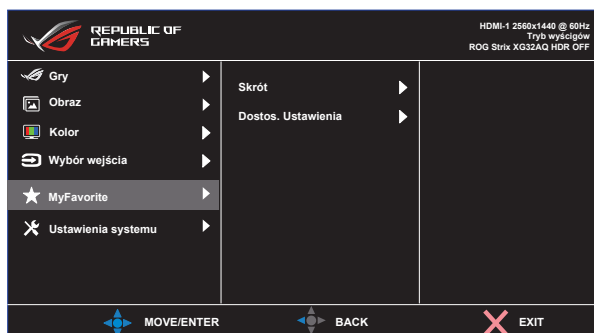 REPUBLIC OF
GAMERS
HDMI-1 2560x1440 @ 60Hz
Tryb wyścigów
ROG Strix XG32AQ HDR OFF
Gry
Obraz
Kolor
Wybór wejścia
MyFavorite
Ustawienia systemu
Skrót
Dostos. Ustawienia
MOVE/ENTER
BACK
EXIT